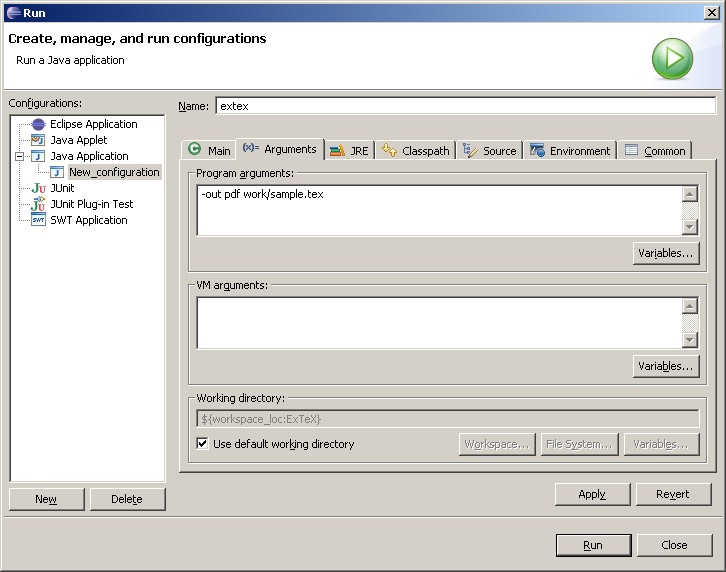 Run
Create, manage, and run configurations
Run a Java application
Configurations:
Eclipse Application
Java Applet
Java Application
New_configuration
JUnit
JUnit Plug-in Test
SWT Application
New
Delete
Name: extex
Main (x)= Arguments JRE Classpath Source Environment Common
Program arguments:
-out pdf work/sample.tex
Variables...
VM arguments:
Variables...
Working directory:
${workspace_loc:ExTeX}
Use default working directory
Workspace... File System... Variables...
Apply Revert
Run Close